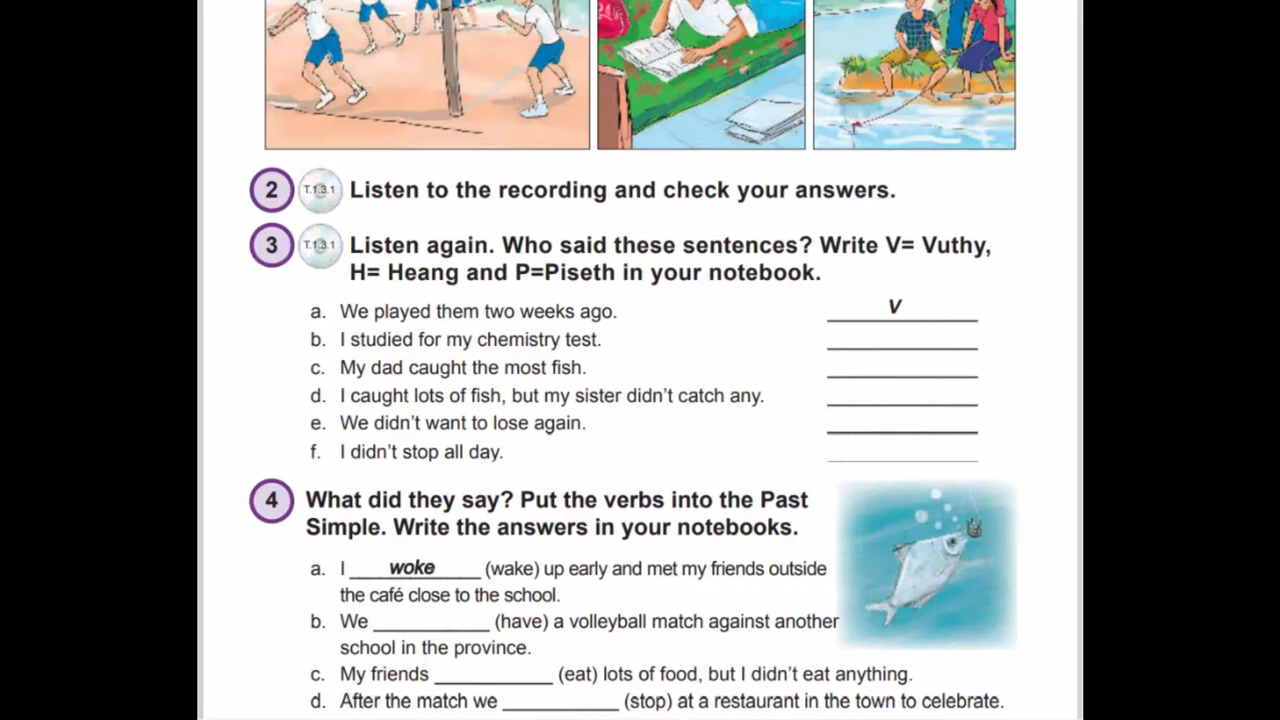 2 T.1.3.1 Listen to the recording and check your answers.
3 T.1.3.1 Listen again. Who said these sentences? Write V= Vuthy,
H= Heang and P=Piseth in your notebook.
a. We played them two weeks ago. V
b. I studied for my chemistry test.
c. My dad caught the most fish.
d. I caught lots of fish, but my sister didn’t catch any.
e. We didn’t want to lose again.
f. I didn’t stop all day.
4 What did they say? Put the verbs into the Past
Simple. Write the answers in your notebooks.
a. I woke (wake) up early and met my friends outside
the café close to the school.
b. We __________ (have) a volleyball match against another
school in the province.
c. My friends __________ (eat) lots of food, but I didn’t eat anything.
d. After the match we __________ (stop) at a restaurant in the town to celebrate.